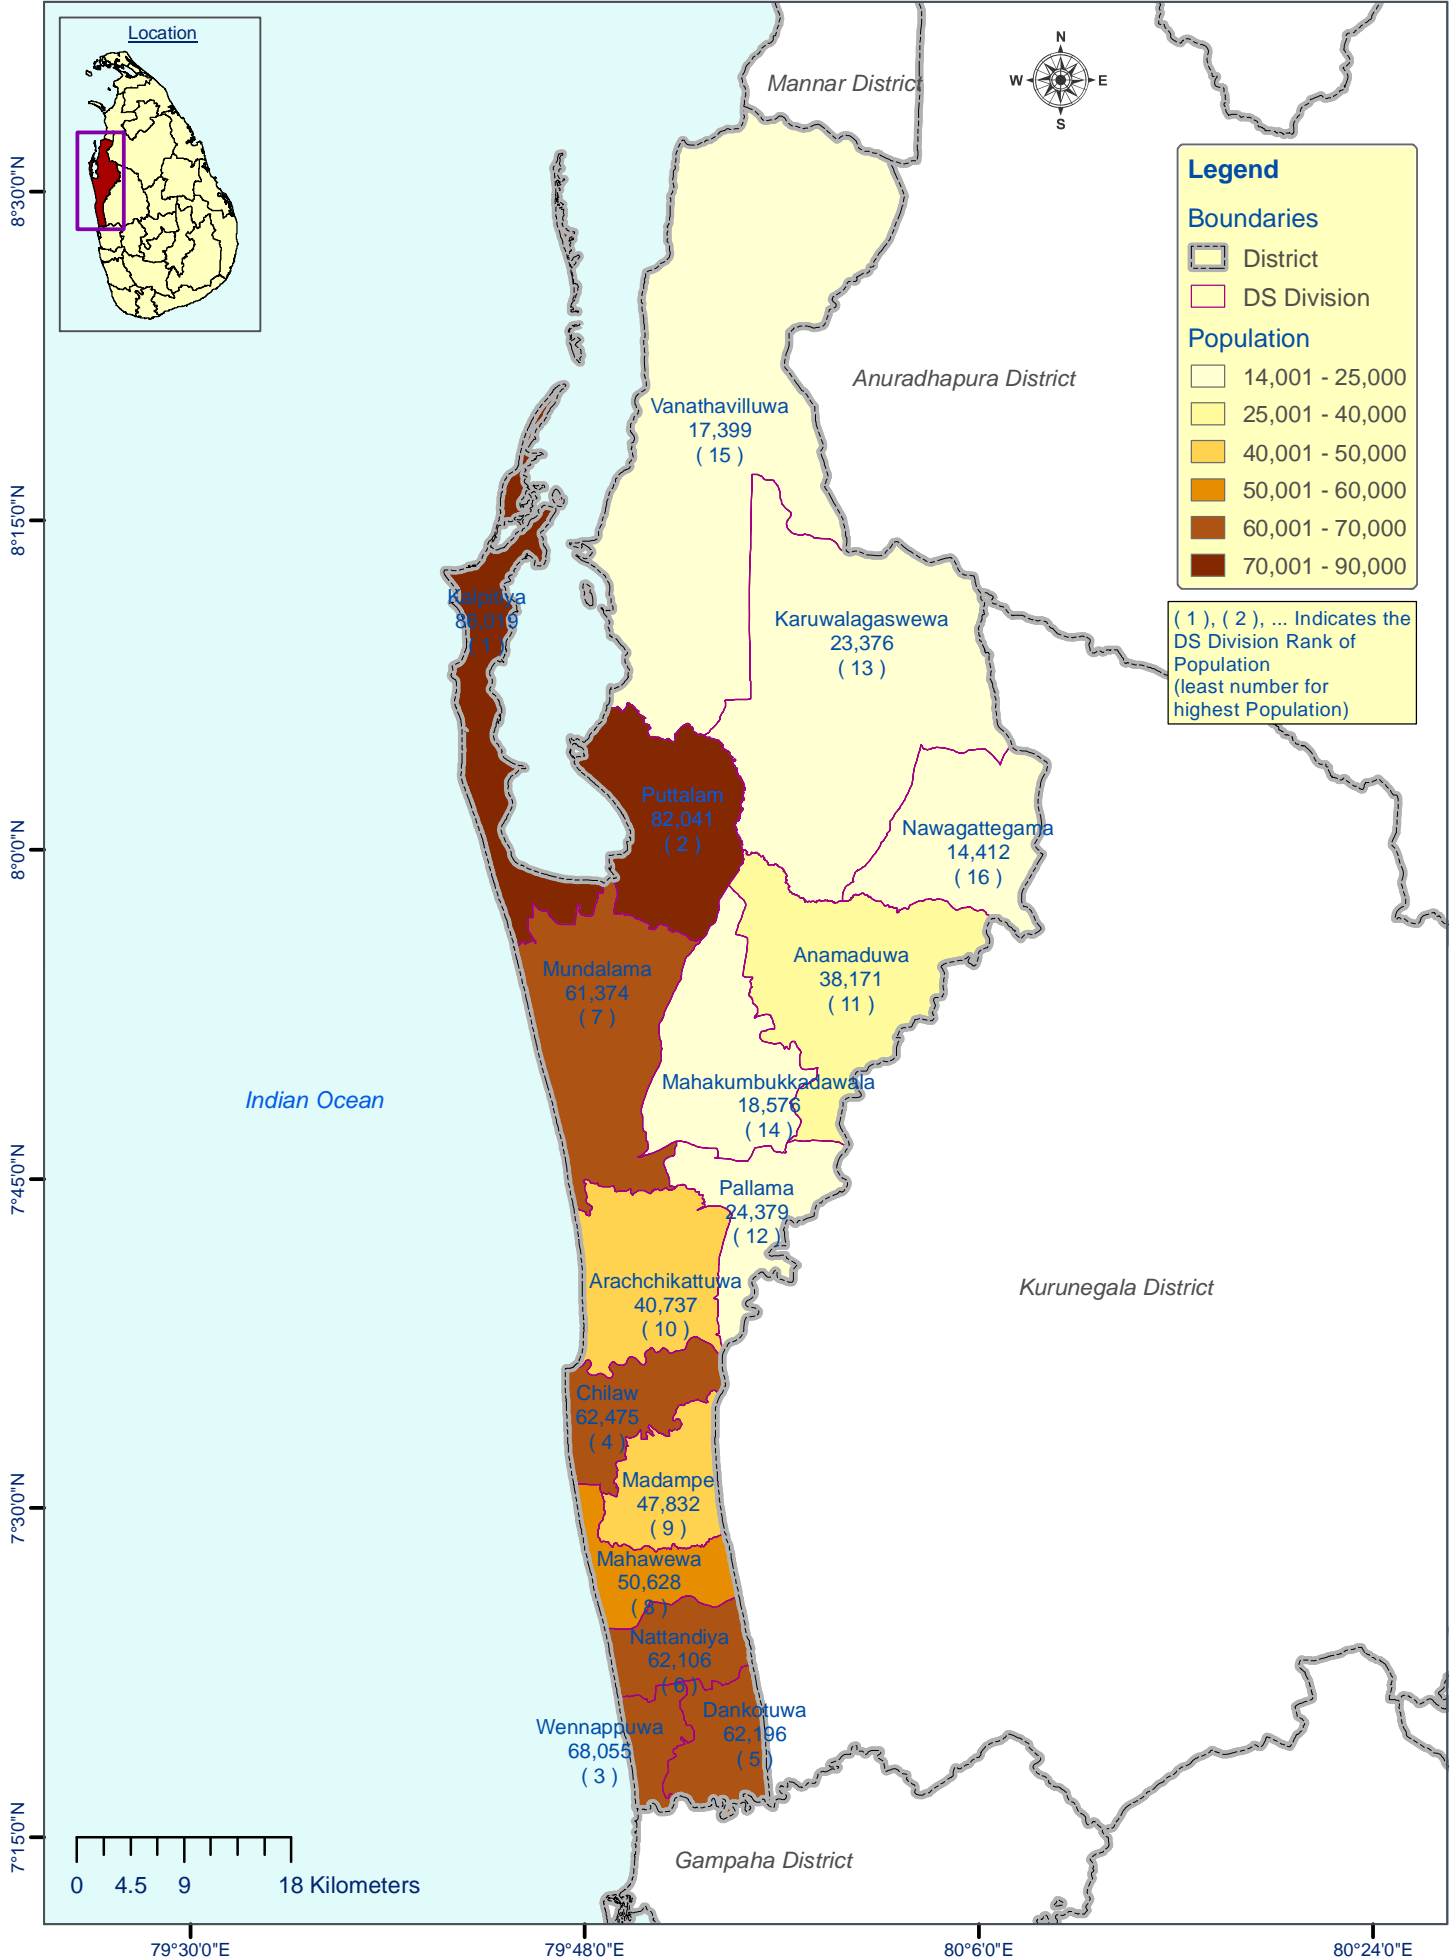 Location
Mannar District
N
W
E
S
8°30'0"N
Legend
Boundaries
District
DS Division
Population
14,001 - 25,000
25,001 - 40,000
40,001 - 50,000
50,001 - 60,000
60,001 - 70,000
70,001 - 90,000
Anuradhapura District
Vanathavilluwa
17,399
( 15 )
8°15'0"N
Kalpitiya
86,019
( 1 )
Karuwalagaswewa
23,376
( 13 )
( 1 ), ( 2 ), ... Indicates the
DS Division Rank of
Population
(least number for
highest Population)
Puttalam
82,041
( 2 )
8°0'0"N
Nawagattegama
14,412
( 16 )
Mundalama
61,374
( 7 )
Anamaduwa
38,171
( 11 )
Indian Ocean
Mahakumbukkadawala
18,576
( 14 )
7°45'0"N
Pallama
24,379
( 12 )
Arachchikattuwa
40,737
( 10 )
Kurunegala District
Chilaw
62,475
( 4 )
Madampe
47,832
( 9 )
7°30'0"N
Mahawewa
50,628
( 8 )
Nattandiya
62,106
( 6 )
Dankotuwa
62,196
( 5 )
Wennappuwa
68,055
( 3 )
7°15'0"N
Gampaha District
0 4.5 9 18 Kilometers
79°30'0"E 79°48'0"E 80°6'0"E 80°24'0"E